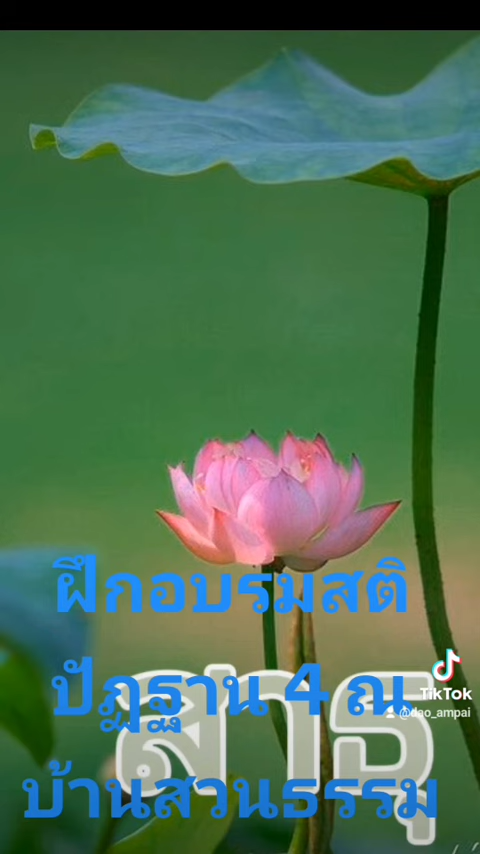 ฝึกอบรมสติ
ปัฏฐาน 4 ณ
สาธุ
บ้านสวนธรรม
TikTok
@dao_ampai